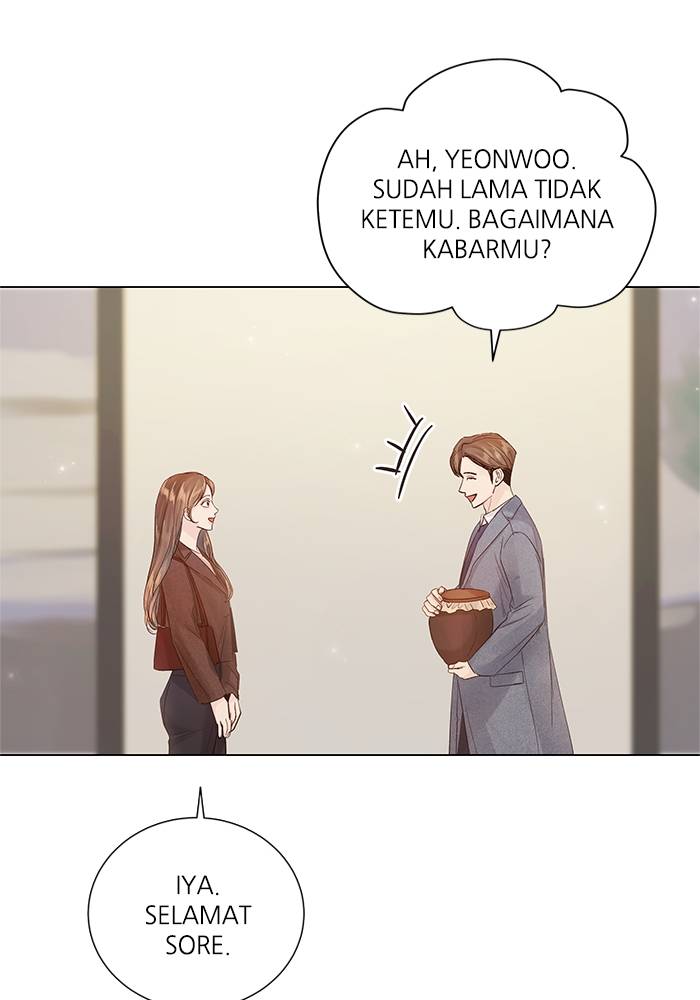 AH, YEONWOO.
SUDAH LAMA TIDAK
KETEMU. BAGAIMANA
KABARMU?
IYA.
SELAMAT
SORE.